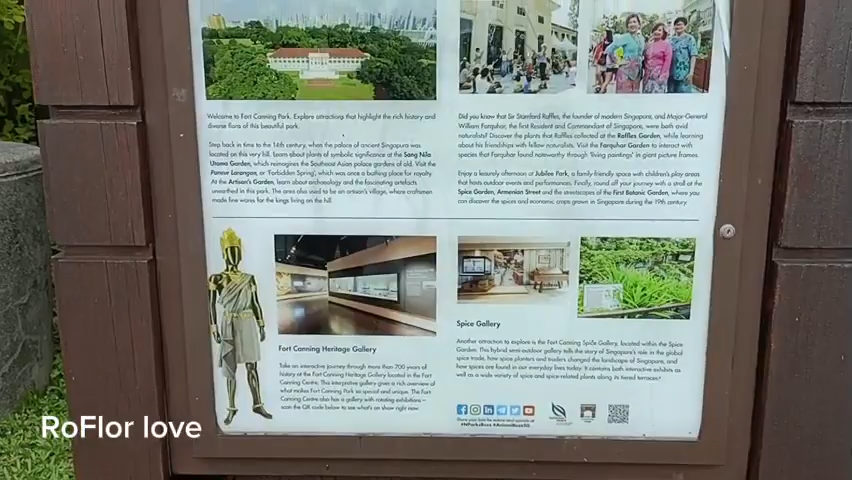 Welcome to Fort Canning Park. Explore attractions that highlight the rich history and
diverse flora of this beautiful park.
Step back in time to the 14th century, when the palace of ancient Singapura was
located on this very hill. Learn about plants of symbolic significance at the Sang Nila
Utama Garden, which reimagines the Southeast Asian palace gardens of old. Visit the
Pancur Larangan, or 'Forbidden Spring', which was once a bathing place for royalty.
At the Artisan's Garden, learn about archaeology and the fascinating artefacts
unearthed in this park. The area also used to be an artisan's village, where craftsmen
made fine wares for the kings living on the hill.
Did you know that Sir Stamford Raffles, the founder of modern Singapore, and Major-General
William Farquhar, the first Resident and Commandant of Singapore, were both avid
naturalists? Discover the plants that Raffles collected at the Raffles Garden, while learning
about his friendships with fellow naturalists. Visit the Farquhar Garden to interact with
species that Farquhar found noteworthy through 'living paintings' in giant picture frames.
Enjoy a leisurely afternoon at Jubilee Park, a family-friendly space with children's play areas
that hosts outdoor events and performances. Finally, round off your journey with a stroll at the
Spice Garden, Armenian Street and the streetscapes of the First Botanic Garden, where you
can discover the spices and economic crops grown in Singapore during the 19th century.
Fort Canning Heritage Gallery
Take an interactive journey through more than 700 years of
history at the Fort Canning Heritage Gallery located in the Fort
Canning Centre. This interpretive gallery gives a rich overview of
what makes Fort Canning Park so special and unique. The Fort
Canning Centre also has a gallery with rotating exhibitions –
scan the QR code below to see what's on show right now.
Spice Gallery
Another attraction to explore is the Fort Canning Spice Gallery, located within the Spice
Garden. This hybrid semi-outdoor gallery tells the story of Singapore's role in the global
spice trade, how spice planters and traders changed the landscape of Singapore, and
how spices are found in our everyday lives today. It contains both interactive exhibits as
well as a wide variety of spice and spice-related plants along its tiered terraces.
#NParksBuzz #ActiveBuzzSG
RoFlor love